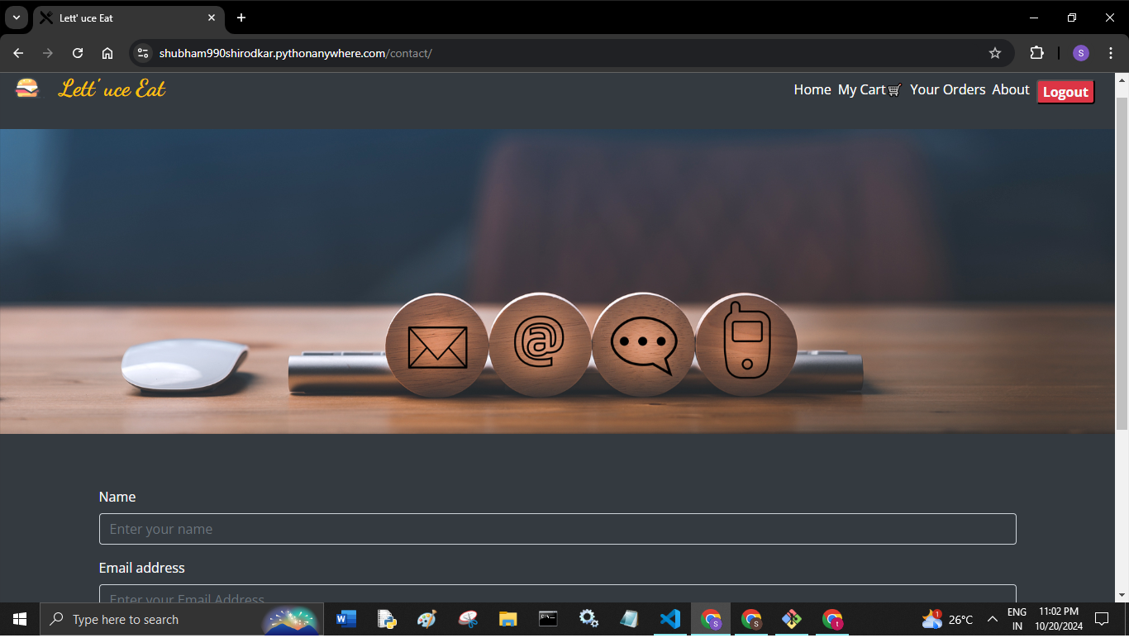 Lett' uce Eat
shubham990shirodkar.pythonanywhere.com/contact/
S
Lett' uce Eat
Home My Cart🛒 Your Orders About Logout
@
Name
Enter your name
Email address
Enter your Email Address
Type here to search
26°C
ENG
IN
11:02 PM
10/20/2024